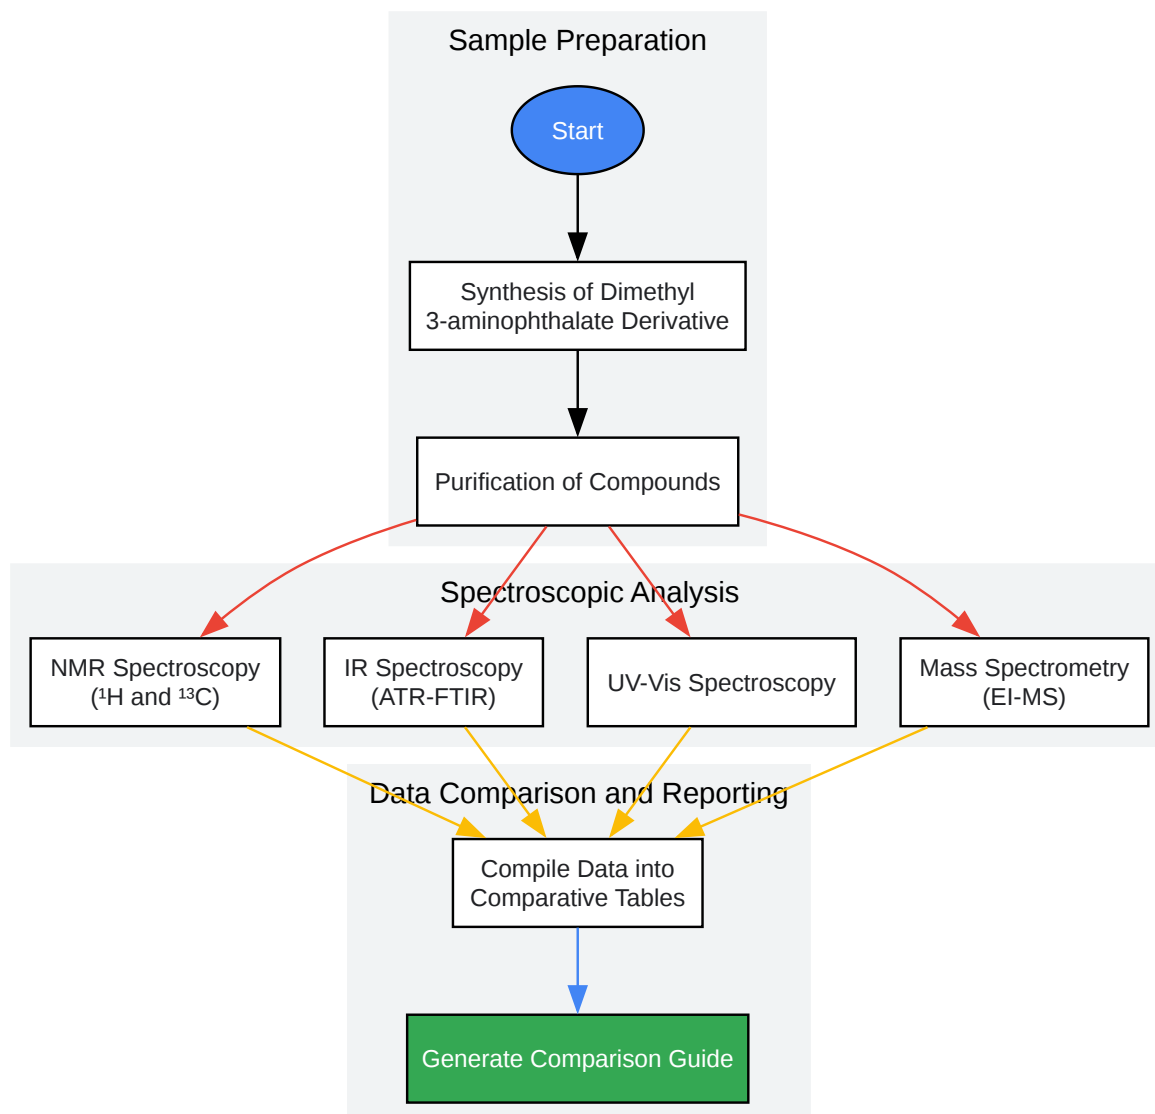 Sample Preparation
Start
Synthesis of Dimethyl
3-aminophthalate Derivative
Purification of Compounds
Spectroscopic Analysis
NMR Spectroscopy
(¹H and ¹³C)
IR Spectroscopy
(ATR-FTIR)
UV-Vis Spectroscopy
Mass Spectrometry
(EI-MS)
Data Comparison and Reporting
Compile Data into
Comparative Tables
Generate Comparison Guide